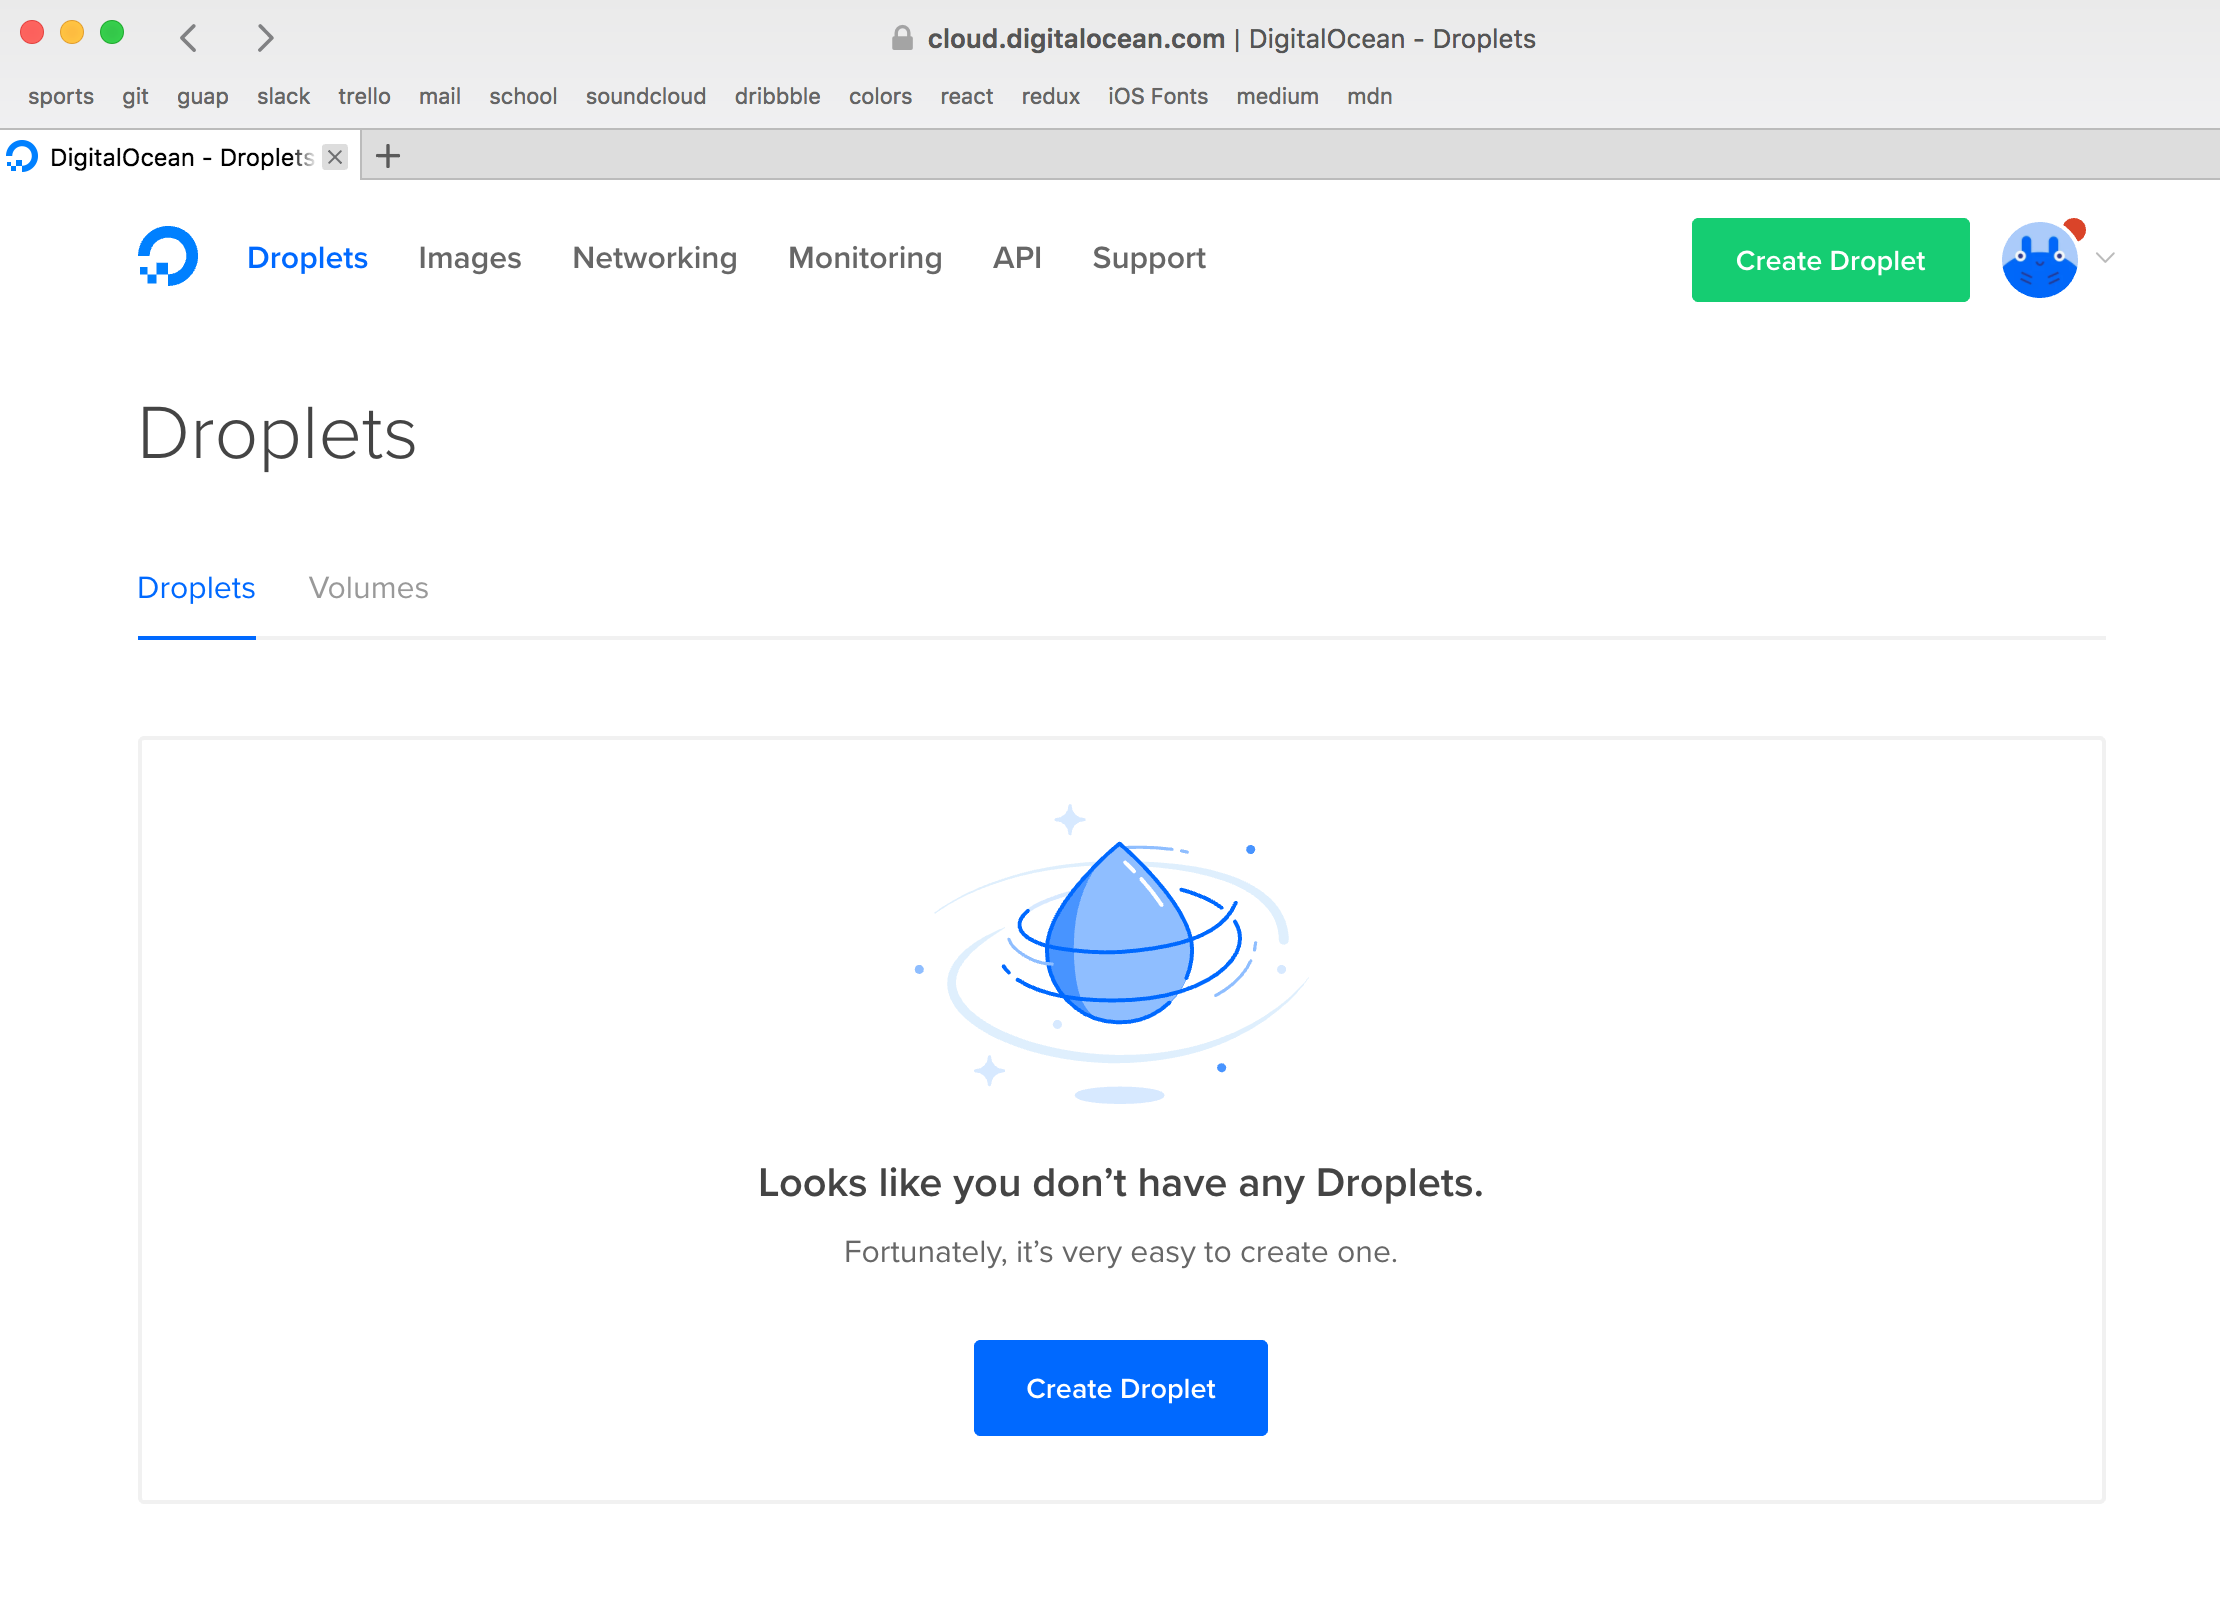 cloud.digitalocean.com | DigitalOcean - Droplets
sports git guap slack trello mail school soundcloud dribbble colors react redux iOS Fonts medium mdn
DigitalOcean - Droplets
Droplets Images Networking Monitoring API Support Create Droplet
Droplets
Droplets Volumes
Looks like you don’t have any Droplets.
Fortunately, it’s very easy to create one.
Create Droplet